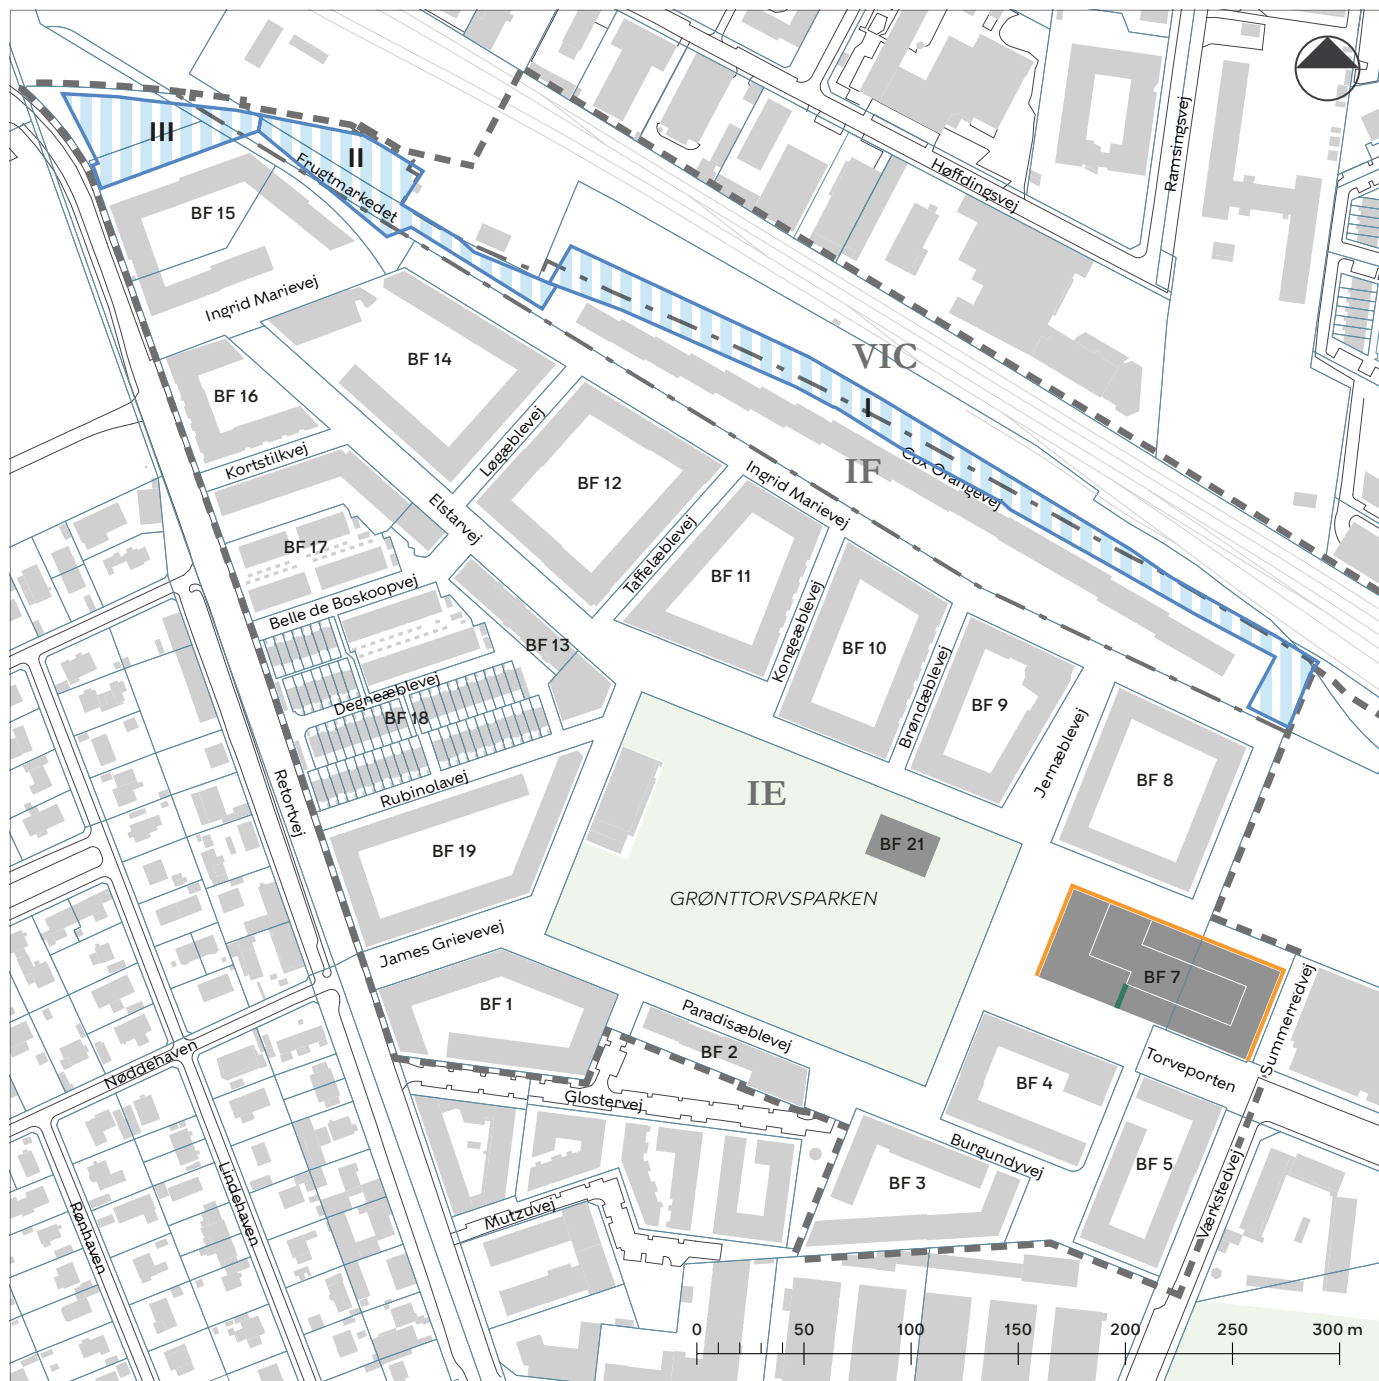 III
II
Frugtmarkedet
BF 15
Ingrid Marievej
Høffdingsvej
Ramsingsvej
BF 14
VIC
BF 16
I
Løgæblevej
IF
Cox Orangevej
Kortstilkvej
BF 12
Ingrid Marievej
Elstarvej
BF 17
Taffelæblevej
BF 11
Belle de Boskoopvej
Kongeæblevej
BF 13
BF 10
Brøndæblevej
Degneæblevej
BF 18
BF 9
Jernæblevej
Rubinolavej
BF 8
Retortvej
IE
BF 19
BF 21
GRØNTTORVSPARKEN
James Grievevej
BF 7
BF 1
Paradisæblevej
Summerredvej
BF 2
Torveporten
Nøddehaven
BF 4
Glostervej
Burgundyvej
BF 5
BF 3
Værkstedvej
Rønhaven
Lindehaven
Mutzuvej
0 50 100 150 200 250 300 m